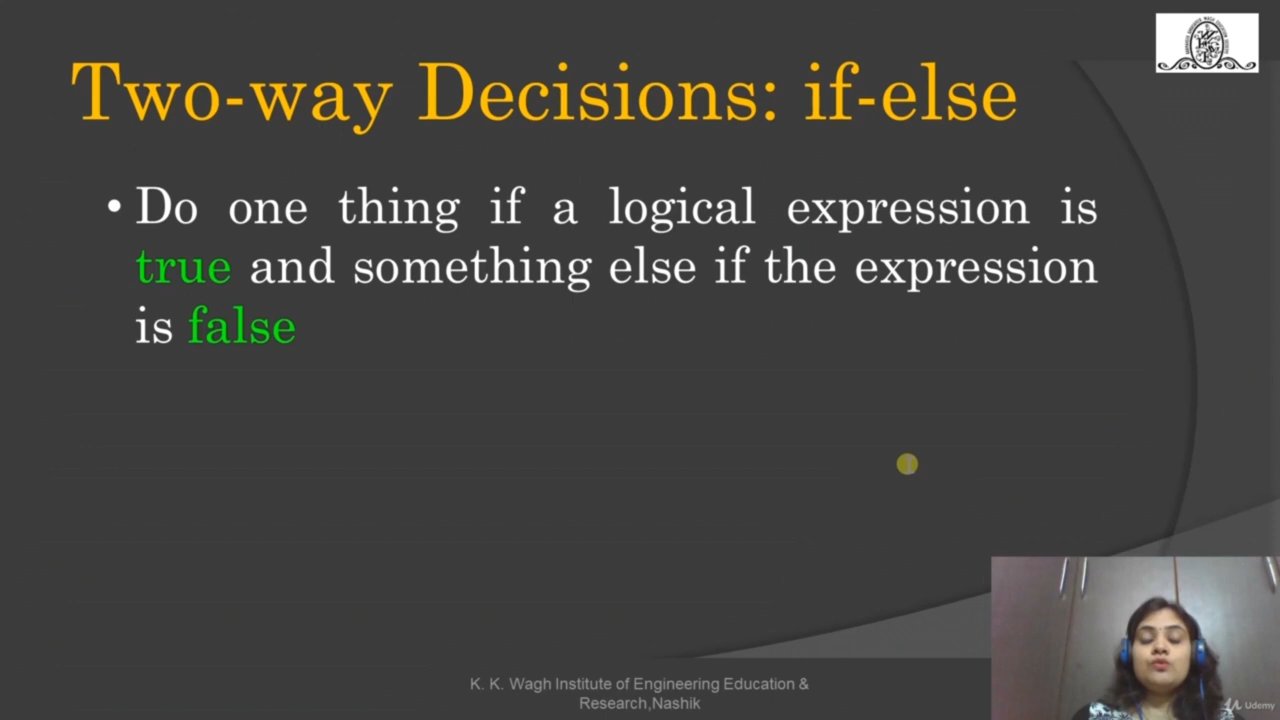 Two-way Decisions: if-else
• Do one thing if a logical expression is
true and something else if the expression
is false
K. K. Wagh Institute of Engineering Education &
Research,Nashik
Udemy